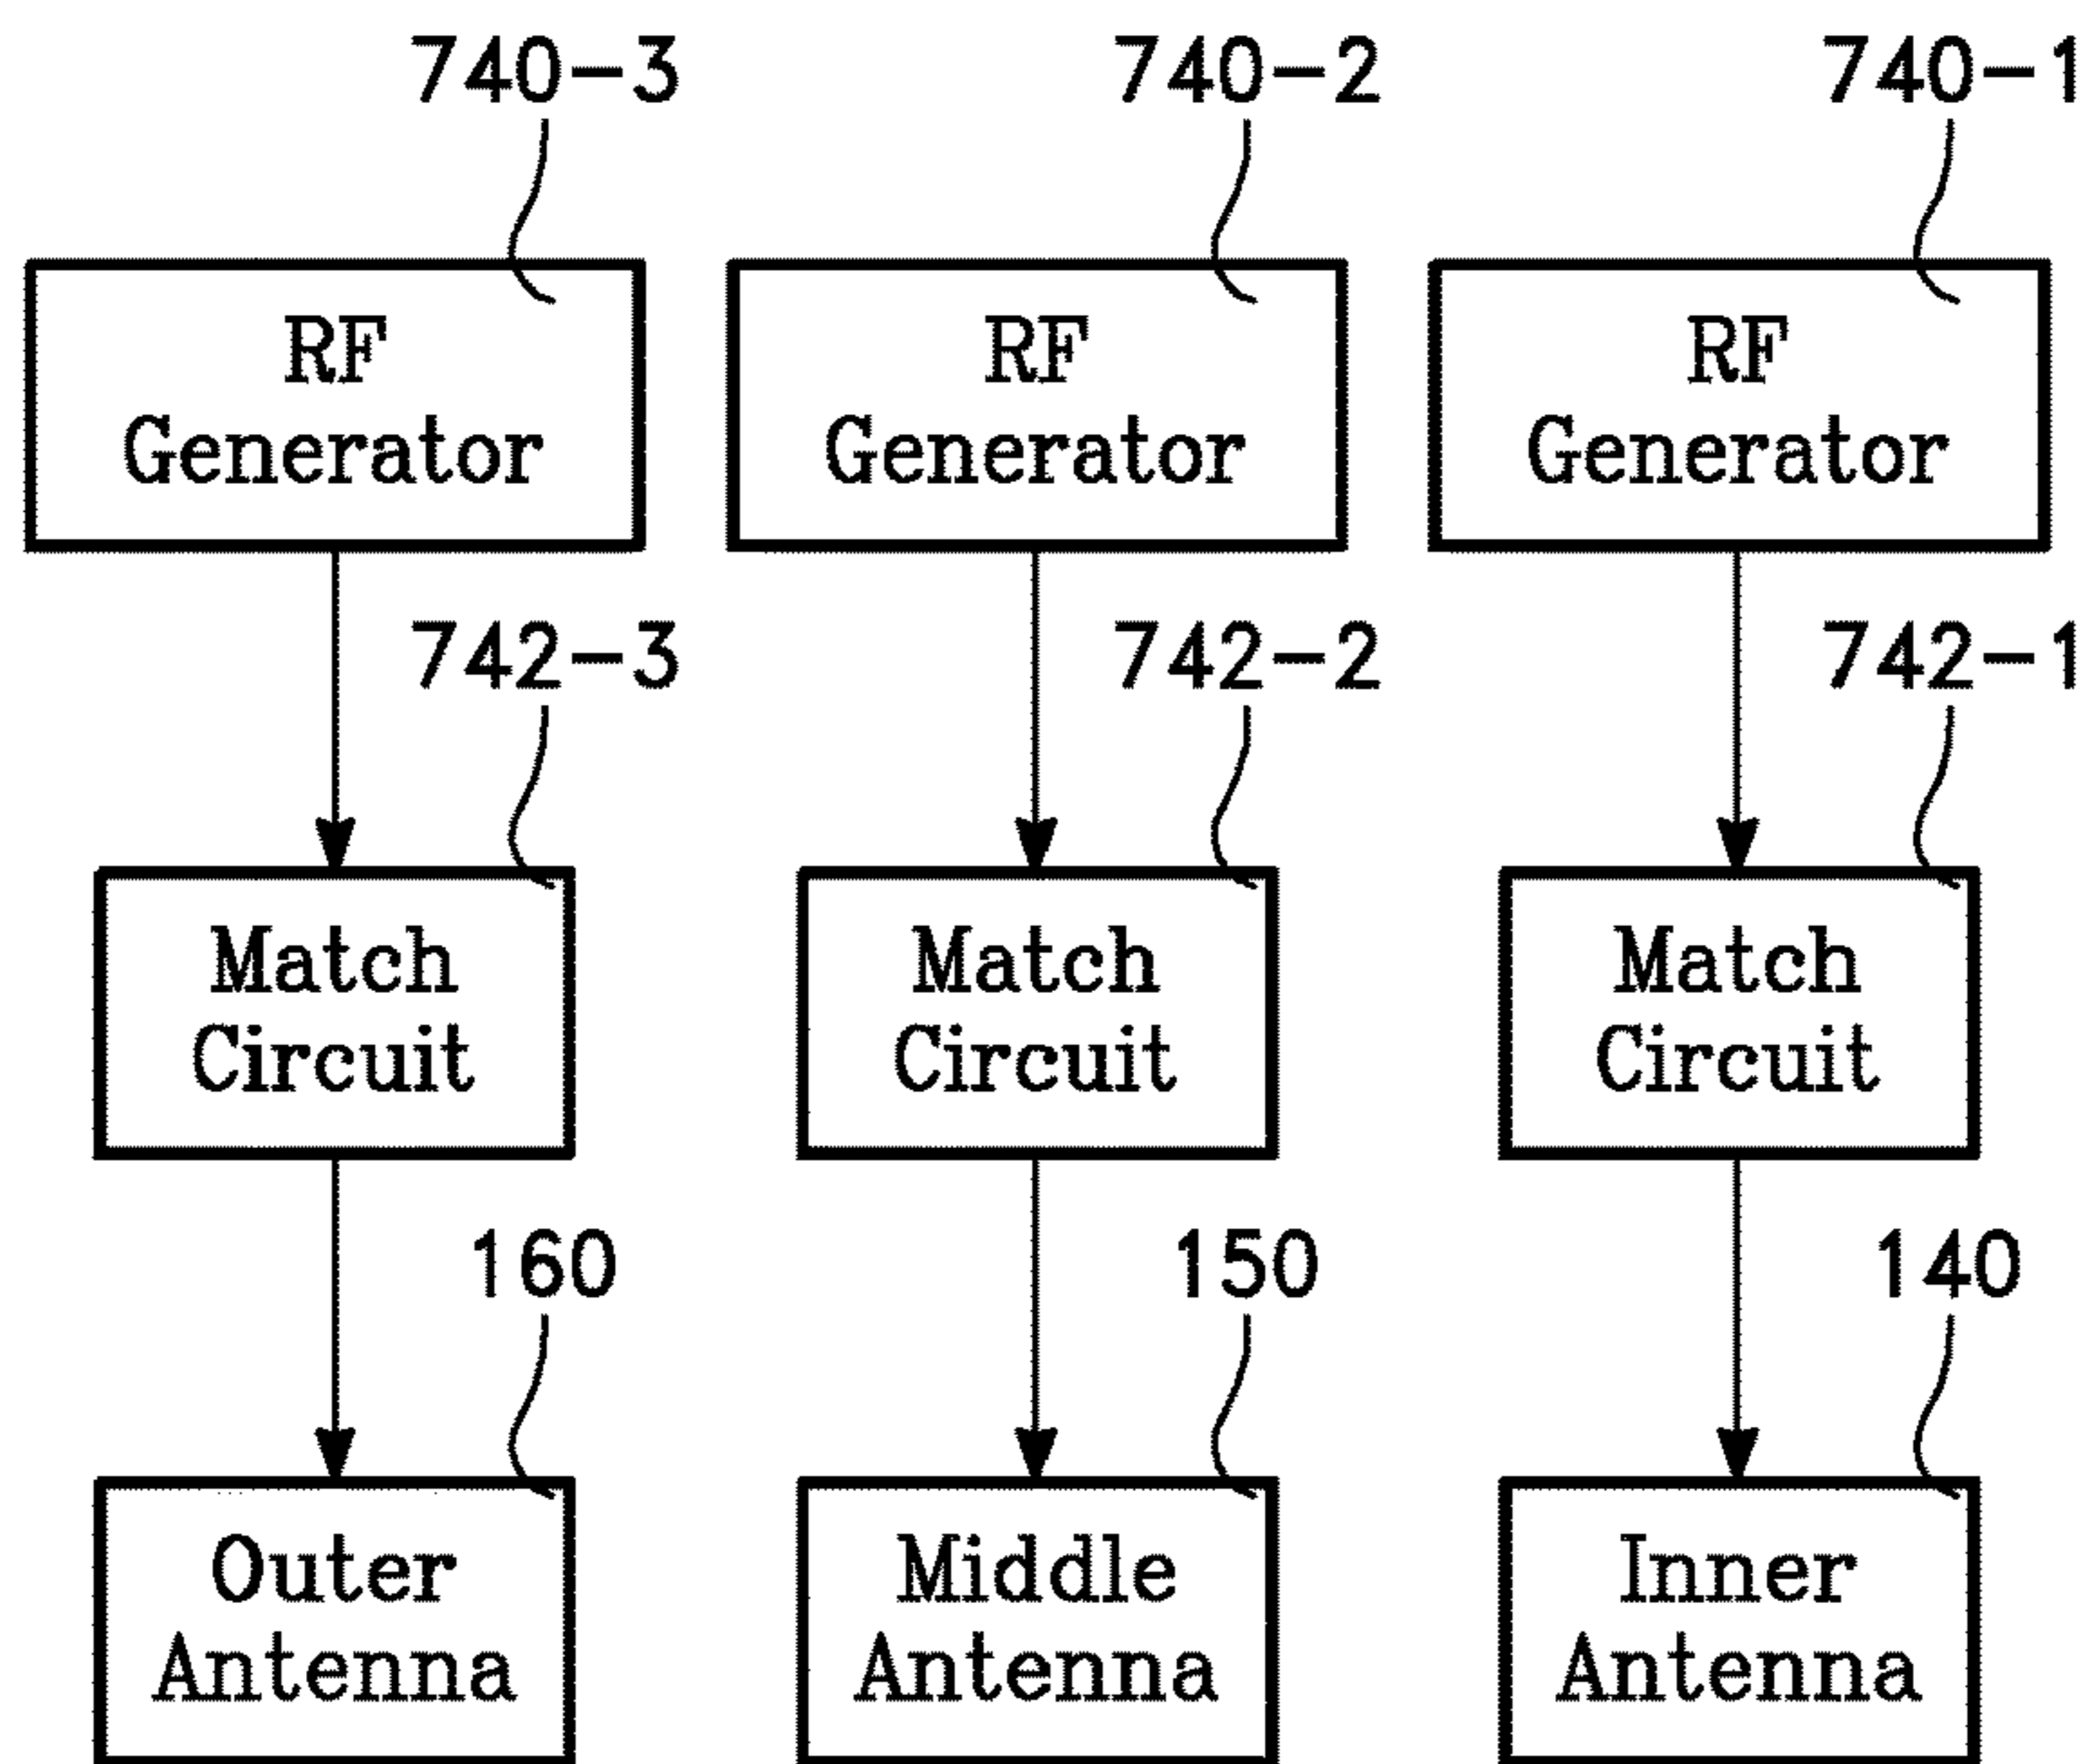 740-3 740-2 740-1
RF RF RF
Generator Generator Generator
742-3 742-2 742-1
Match Match Match
Circuit Circuit Circuit
160 150 140
Outer Middle Inner
Antenna Antenna Antenna